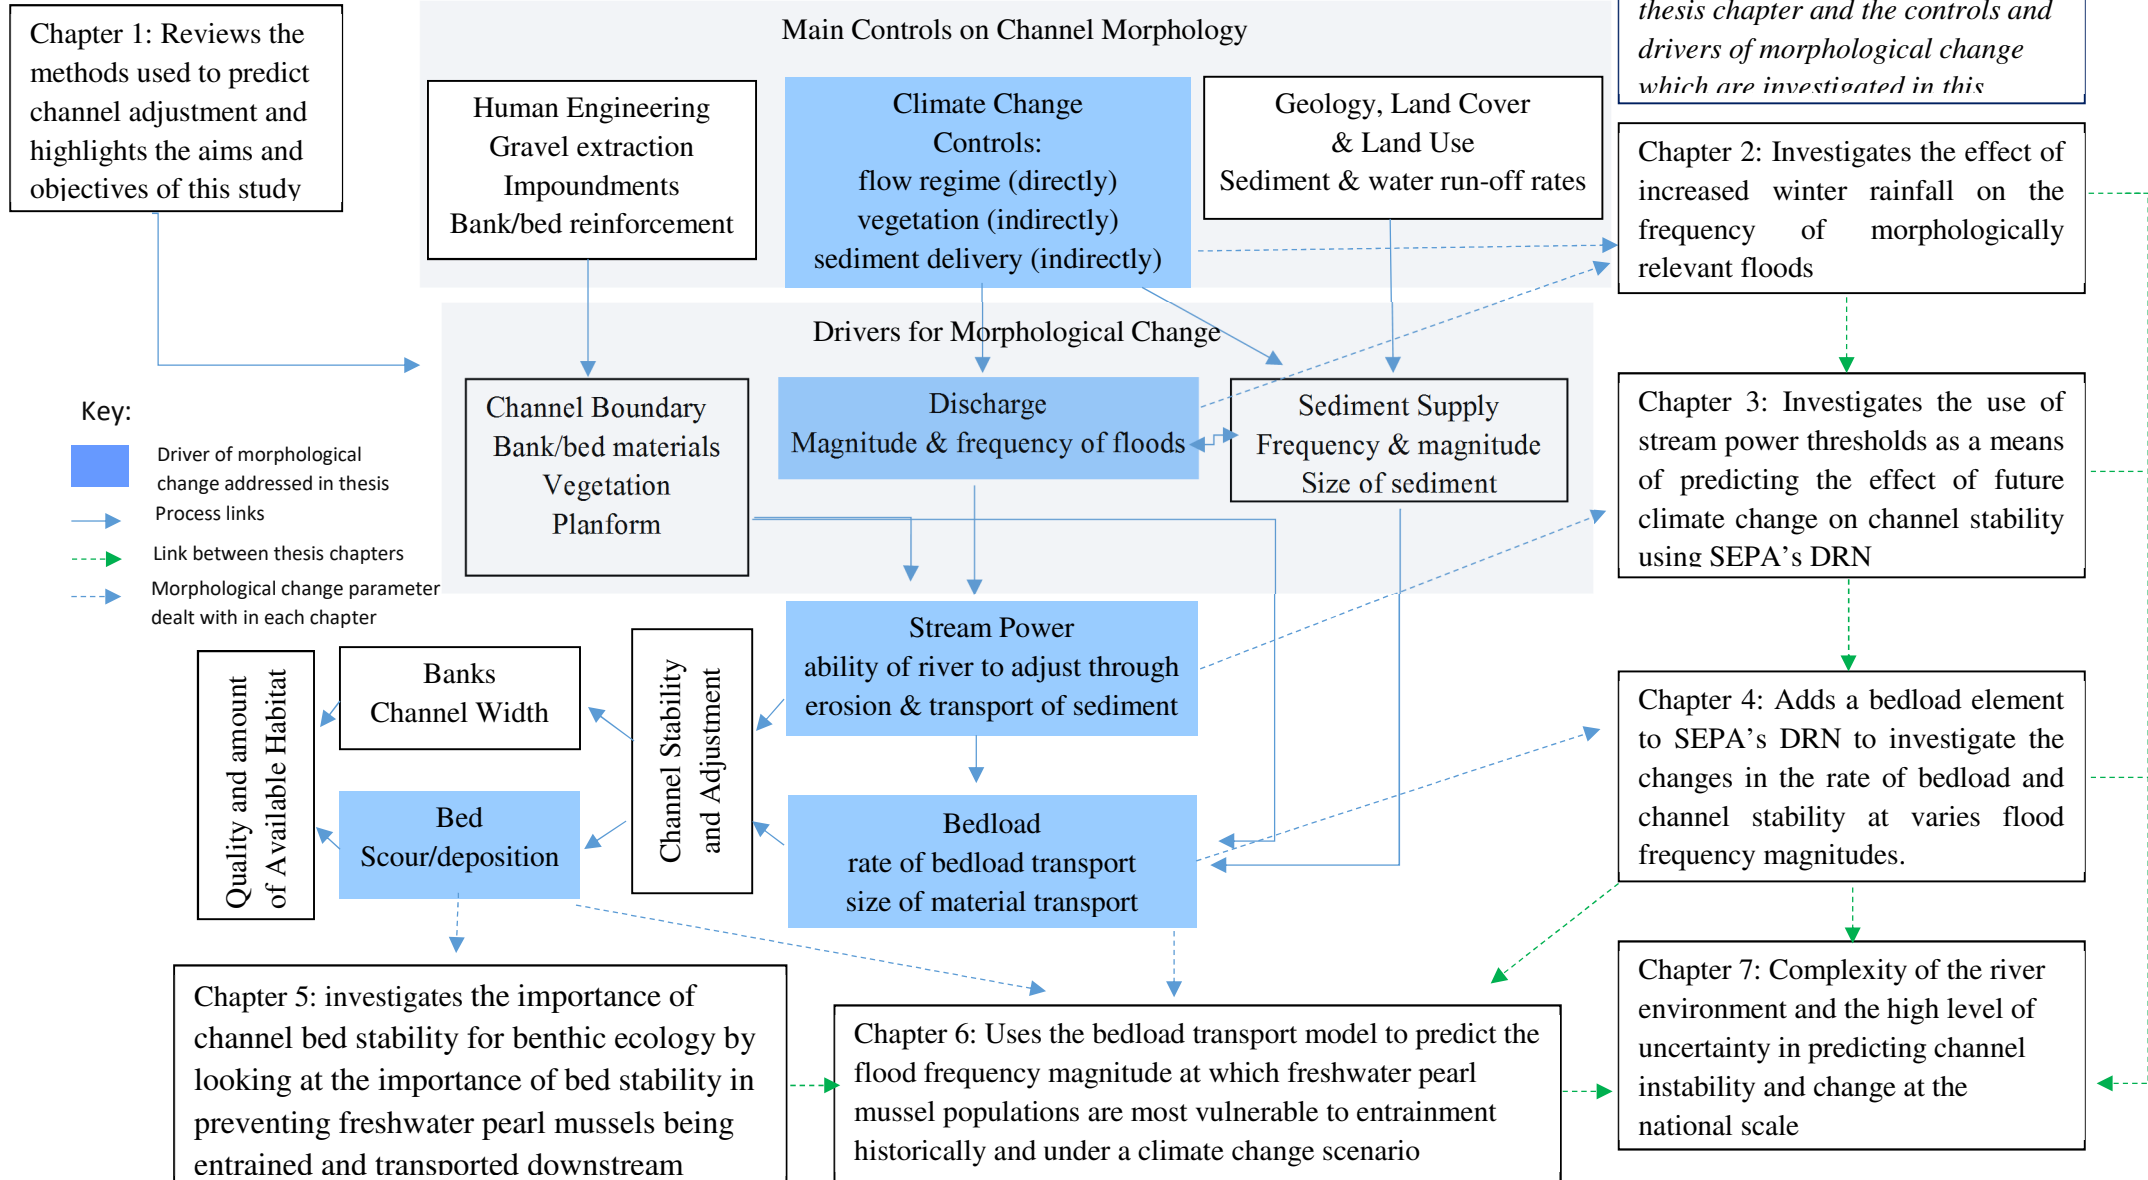 Chapter 1: Reviews the
methods used to predict
channel adjustment and
highlights the aims and
objectives of this study
Main Controls on Channel Morphology
Human Engineering
Gravel extraction
Impoundments
Bank/bed reinforcement
Climate Change
Controls:
flow regime (directly)
vegetation (indirectly)
sediment delivery (indirectly)
Geology, Land Cover
& Land Use
Sediment & water run-off rates
thesis chapter and the controls and
drivers of morphological change
which are investigated in this
Chapter 2: Investigates the effect of
increased winter rainfall on the
frequency of morphologically
relevant floods
Drivers for Morphological Change
Channel Boundary
Bank/bed materials
Vegetation
Planform
Discharge
Magnitude & frequency of floods
Sediment Supply
Frequency & magnitude
Size of sediment
Chapter 3: Investigates the use of
stream power thresholds as a means
of predicting the effect of future
climate change on channel stability
using SEPA's DRN
Key:
Driver of morphological
change addressed in thesis
Process links
Link between thesis chapters
Morphological change parameter
dealt with in each chapter
Stream Power
ability of river to adjust through
erosion & transport of sediment
Quality and amount
of Available Habitat
Banks
Channel Width
Channel Stability
and Adjustment
Bed
Scour/deposition
Bedload
rate of bedload transport
size of material transport
Chapter 4: Adds a bedload element
to SEPA's DRN to investigate the
changes in the rate of bedload and
channel stability at varies flood
frequency magnitudes.
Chapter 5: investigates the importance of
channel bed stability for benthic ecology by
looking at the importance of bed stability in
preventing freshwater pearl mussels being
entrained and transported downstream
Chapter 6: Uses the bedload transport model to predict the
flood frequency magnitude at which freshwater pearl
mussel populations are most vulnerable to entrainment
historically and under a climate change scenario
Chapter 7: Complexity of the river
environment and the high level of
uncertainty in predicting channel
instability and change at the
national scale